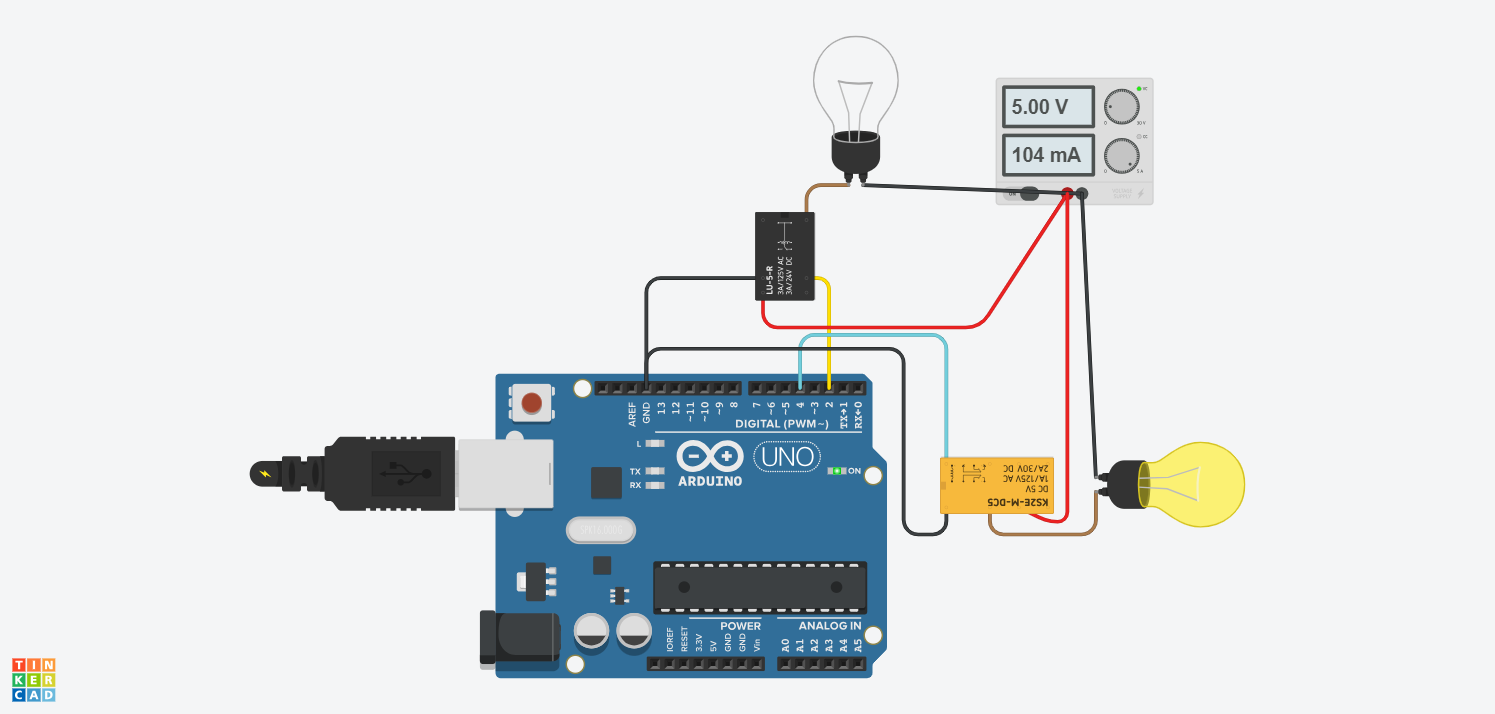 5.00 V
104 mA
ON
LU-5-R
3A/125V AC
3A/24V DC
AREF
GND
13
12
~11
~10
~9
8
7
~6
~5
4
~3
2
TX→1
RX←0
DIGITAL (PWM~)
L
TX
RX
ARDUINO
UNO
ON
KS2E-M-DC5
DC 5V
1A/125V AC
2A/30V DC
POWER
ANALOG IN
IOREF
RESET
3.3V
5V
GND
GND
Vin
A0
A1
A2
A3
A4
A5
TIN
KER
CAD